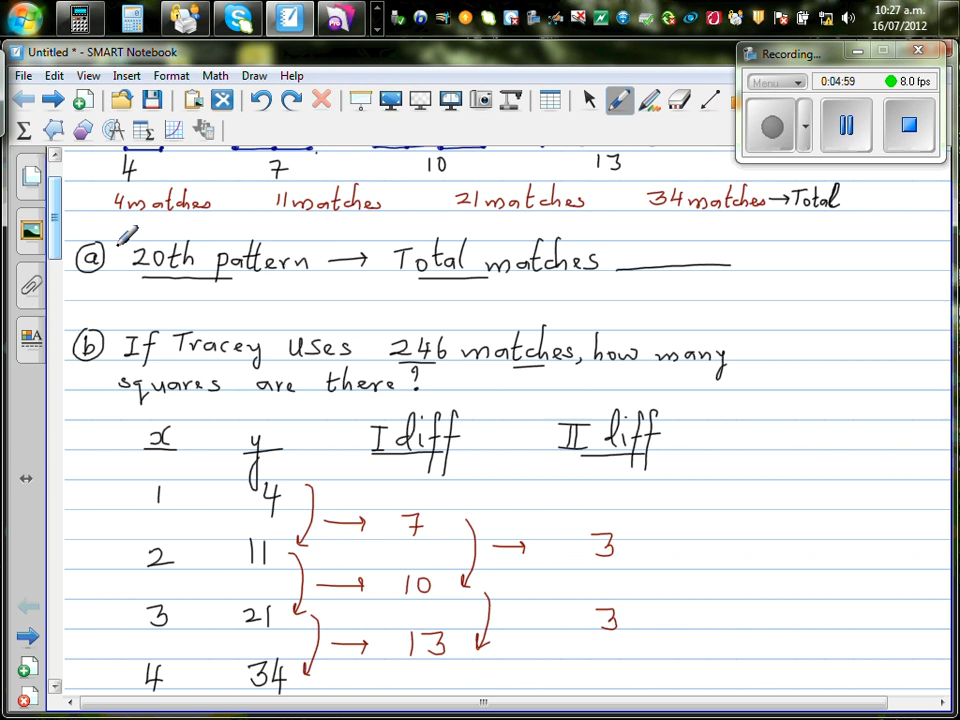 10:27 a.m.
16/07/2012
Untitled * - SMART Notebook
Recording...
File Edit View Insert Format Math Draw Help
Menu 0:04:59 8.0 fps
4 7 10 13
4 matches 11 matches 21 matches 34 matches → Total
a 20th pattern → Total matches
b If Tracey uses 246 matches, how many
squares are there?
x y I diff II diff
1 4
→ 7
2 11 → 3
→ 10
3 21 3
→ 13
4 34